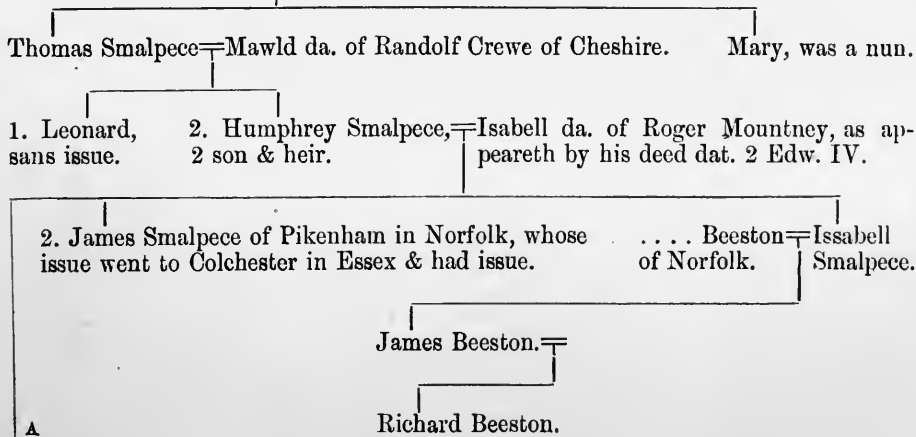 Thomas Smalpece=Mawld da. of Randolf Crewe of Cheshire. Mary, was a nun.
1. Leonard, 2. Humphrey Smalpece,=Isabell da. of Roger Mountney, as ap-
sans issue. 2 son & heir. peareth by his deed dat. 2 Edw. IV.
2. James Smalpece of Pikenham in Norfolk, whose .... Beeston=Issabell
issue went to Colchester in Essex & had issue. of Norfolk. Smalpece.
James Beeston.=
A Richard Beeston.